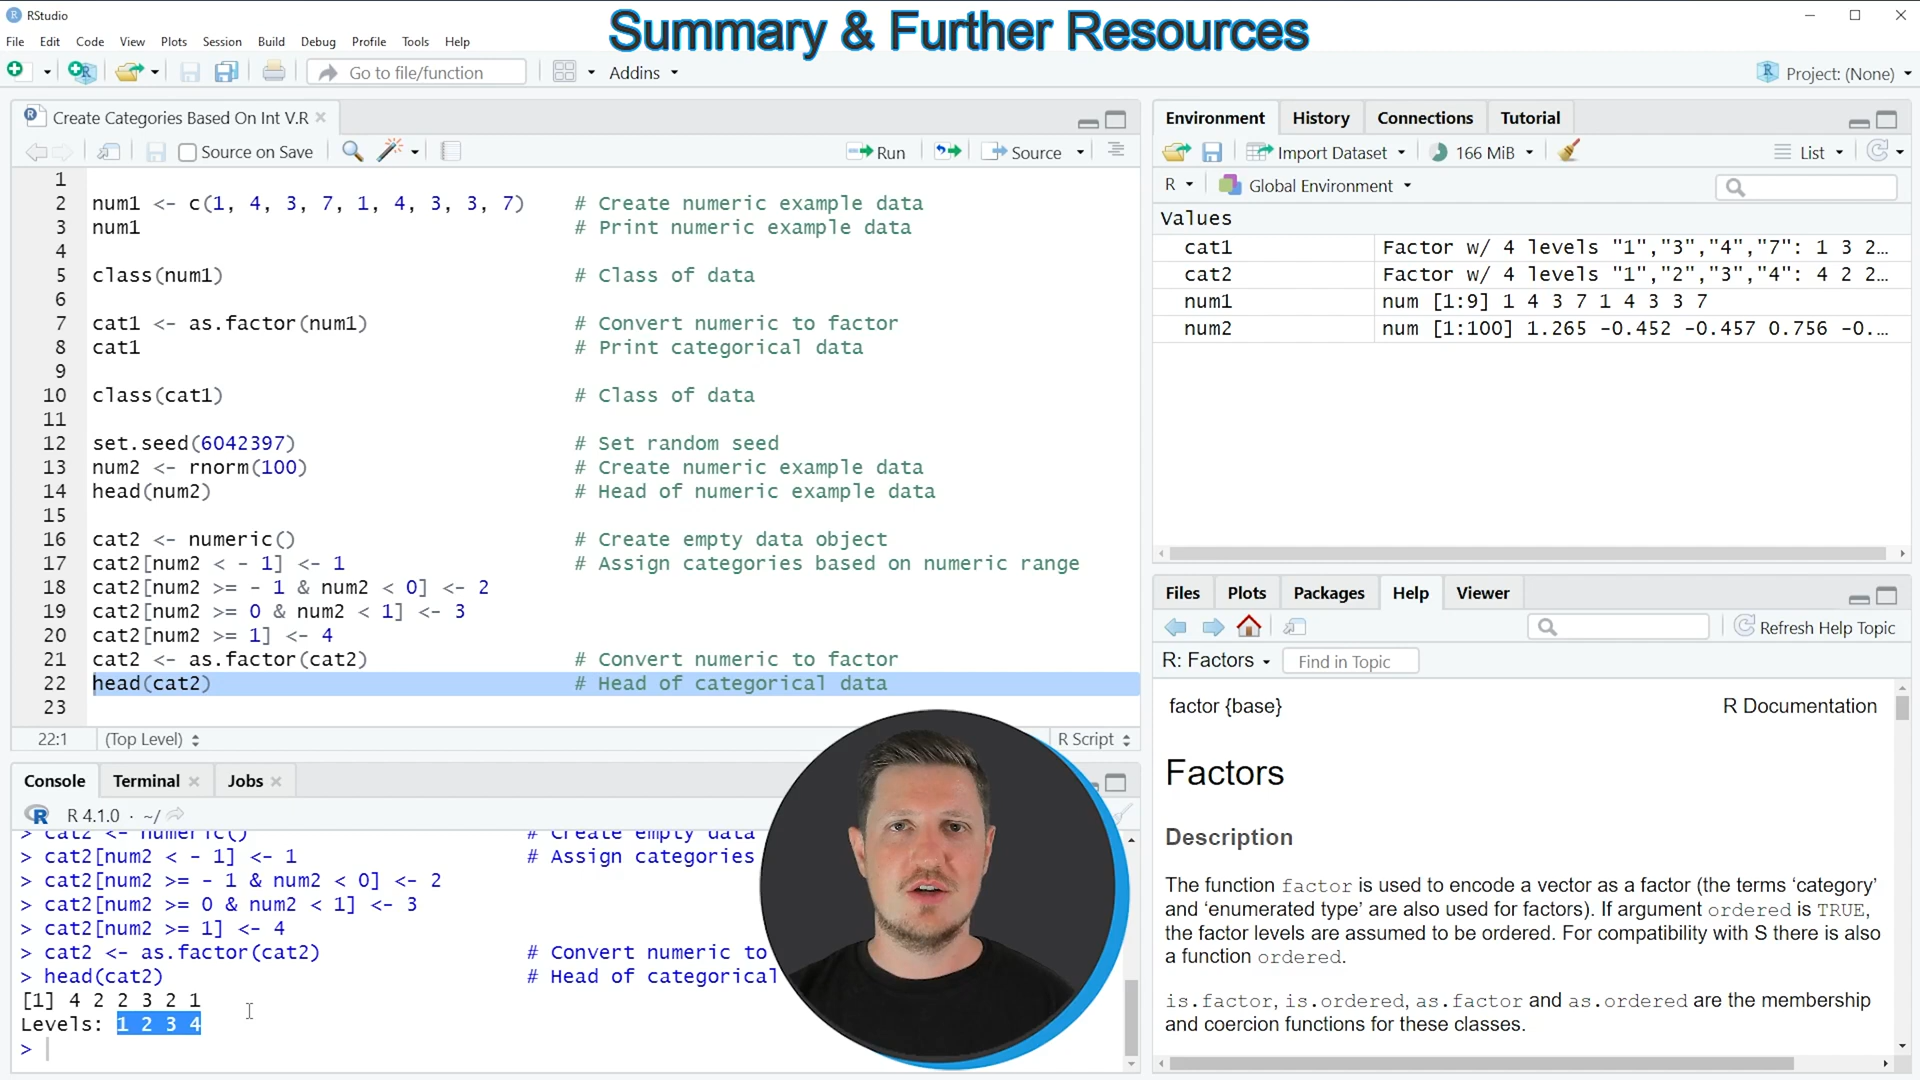 RStudio
Summary & Further Resources
File Edit Code View Plots Session Build Debug Profile Tools Help
Go to file/function Addins Project: (None)
Create Categories Based On Int V.R
Source on Save Run Source
1
2 num1 <- c(1, 4, 3, 7, 1, 4, 3, 3, 7) # Create numeric example data
3 num1 # Print numeric example data
4
5 class(num1) # Class of data
6
7 cat1 <- as.factor(num1) # Convert numeric to factor
8 cat1 # Print categorical data
9
10 class(cat1) # Class of data
11
12 set.seed(6042397) # Set random seed
13 num2 <- rnorm(100) # Create numeric example data
14 head(num2) # Head of numeric example data
15
16 cat2 <- numeric() # Create empty data object
17 cat2[num2 < - 1] <- 1 # Assign categories based on numeric range
18 cat2[num2 >= - 1 & num2 < 0] <- 2
19 cat2[num2 >= 0 & num2 < 1] <- 3
20 cat2[num2 >= 1] <- 4
21 cat2 <- as.factor(cat2) # Convert numeric to factor
22 head(cat2) # Head of categorical data
23
22:1 (Top Level) R Script
Console Terminal Jobs
R 4.1.0 · ~/
> cat2 <- numeric() # Create empty data
> cat2[num2 < - 1] <- 1 # Assign categories
> cat2[num2 >= - 1 & num2 < 0] <- 2
> cat2[num2 >= 0 & num2 < 1] <- 3
> cat2[num2 >= 1] <- 4
> cat2 <- as.factor(cat2) # Convert numeric to
> head(cat2) # Head of categorical
[1] 4 2 2 3 2 1
Levels: 1 2 3 4
>
Environment History Connections Tutorial
Import Dataset 166 MiB List
R Global Environment
Values
cat1 Factor w/ 4 levels "1","3","4","7": 1 3 2…
cat2 Factor w/ 4 levels "1","2","3","4": 4 2 2…
num1 num [1:9] 1 4 3 7 1 4 3 3 7
num2 num [1:100] 1.265 -0.452 -0.457 0.756 -0.…
Files Plots Packages Help Viewer
Refresh Help Topic
R: Factors Find in Topic
factor {base} R Documentation
Factors
Description
The function factor is used to encode a vector as a factor (the terms ‘category’
and ‘enumerated type’ are also used for factors). If argument ordered is TRUE,
the factor levels are assumed to be ordered. For compatibility with S there is also
a function ordered.
is.factor, is.ordered, as.factor and as.ordered are the membership
and coercion functions for these classes.